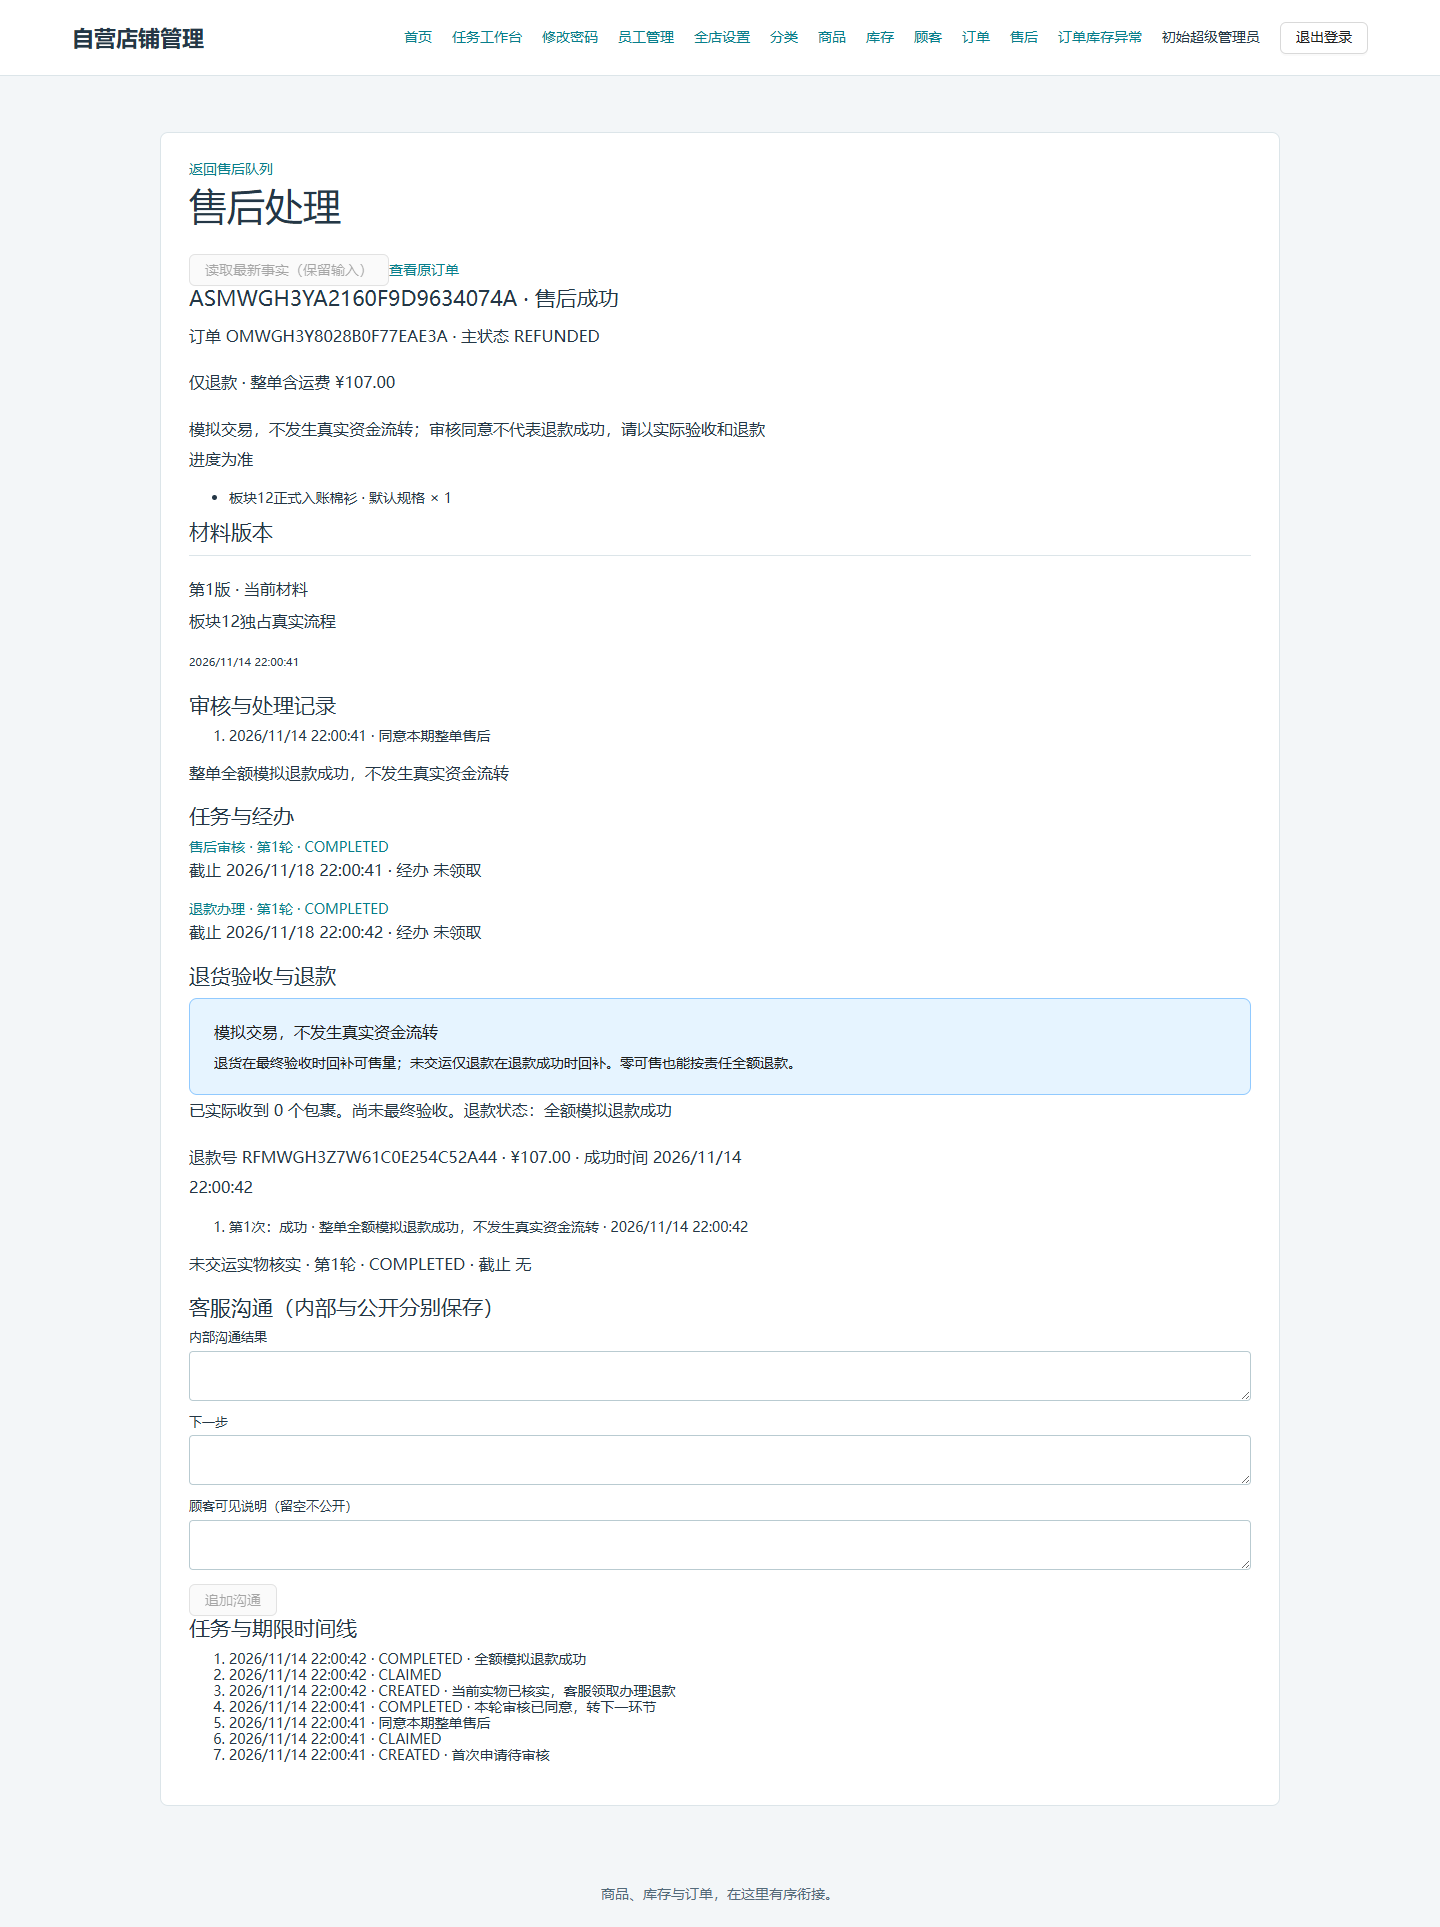 自营店铺管理
首页 任务工作台 修改密码 员工管理 全店设置 分类 商品 库存 顾客 订单 售后 订单库存异常 初始超级管理员 退出登录
返回售后队列
售后处理
读取最新事实（保留输入） 查看原订单
ASMWGH3YA2160F9D9634074A · 售后成功
订单 OMWGH3Y8028B0F77EAE3A · 主状态 REFUNDED
仅退款 · 整单含运费 ¥107.00
模拟交易，不发生真实资金流转；审核同意不代表退款成功，请以实际验收和退款
进度为准
• 板块12正式入账棉衫 · 默认规格 × 1
材料版本
第1版 · 当前材料
板块12独占真实流程
2026/11/14 22:00:41
审核与处理记录
1. 2026/11/14 22:00:41 · 同意本期整单售后
整单全额模拟退款成功，不发生真实资金流转
任务与经办
售后审核 · 第1轮 · COMPLETED
截止 2026/11/18 22:00:41 · 经办 未领取
退款办理 · 第1轮 · COMPLETED
截止 2026/11/18 22:00:42 · 经办 未领取
退货验收与退款
模拟交易，不发生真实资金流转
退货在最终验收时回补可售量；未交运仅退款在退款成功时回补。零可售也能按责任全额退款。
已实际收到 0 个包裹。尚未最终验收。退款状态：全额模拟退款成功
退款号 RFMWGH3Z7W61C0E254C52A44 · ¥107.00 · 成功时间 2026/11/14
22:00:42
1. 第1次：成功 · 整单全额模拟退款成功，不发生真实资金流转 · 2026/11/14 22:00:42
未交运实物核实 · 第1轮 · COMPLETED · 截止 无
客服沟通（内部与公开分别保存）
内部沟通结果
下一步
顾客可见说明（留空不公开）
追加沟通
任务与期限时间线
1. 2026/11/14 22:00:42 · COMPLETED · 全额模拟退款成功
2. 2026/11/14 22:00:42 · CLAIMED
3. 2026/11/14 22:00:42 · CREATED · 当前实物已核实，客服领取办理退款
4. 2026/11/14 22:00:41 · COMPLETED · 本轮审核已同意，转下一环节
5. 2026/11/14 22:00:41 · 同意本期整单售后
6. 2026/11/14 22:00:41 · CLAIMED
7. 2026/11/14 22:00:41 · CREATED · 首次申请待审核
商品、库存与订单，在这里有序衔接。